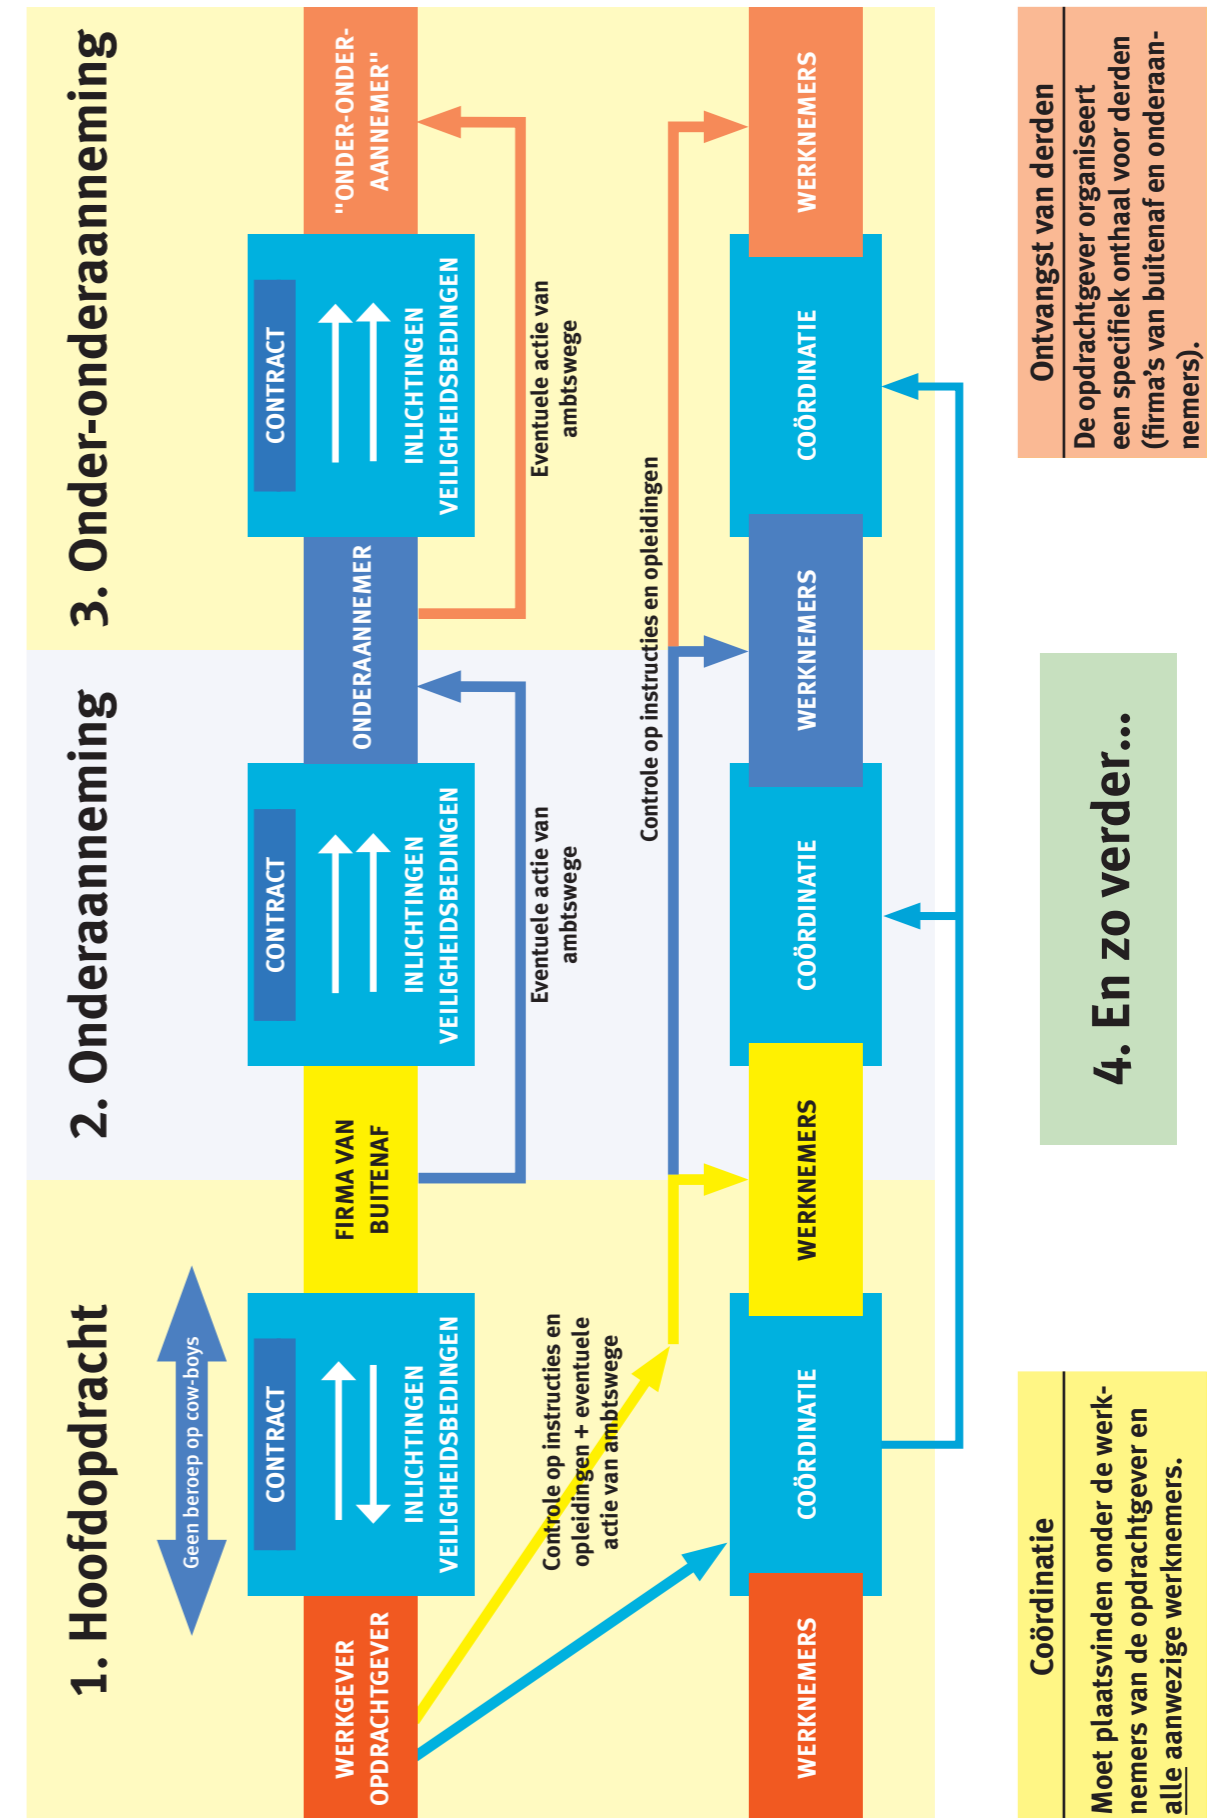 1. Hoofdopdracht
2. Onderaanneming
3. Onder-onderaanneming
Geen beroep op cow-boys
WERKGEVER
OPDRACHTGEVER
CONTRACT
INLICHTINGEN
VEILIGHEIDSBEDINGEN
FIRMA VAN
BUITENAF
CONTRACT
INLICHTINGEN
VEILIGHEIDSBEDINGEN
ONDERAANNEMER
CONTRACT
INLICHTINGEN
VEILIGHEIDSBEDINGEN
"ONDER-ONDER-
AANNEMER"
Controle op instructies en
opleidingen + eventuele
actie van ambtswege
Eventuele actie van
ambtswege
Eventuele actie van
ambtswege
Controle op instructies en opleidingen
WERKNEMERS
COÖRDINATIE
WERKNEMERS
COÖRDINATIE
WERKNEMERS
COÖRDINATIE
WERKNEMERS
Coördinatie
Moet plaatsvinden onder de werk-
nemers van de opdrachtgever en
alle aanwezige werknemers.
4. En zo verder...
Ontvangst van derden
De opdrachtgever organiseert
een specifiek onthaal voor derden
(firma's van buitenaf en onderaan-
nemers).